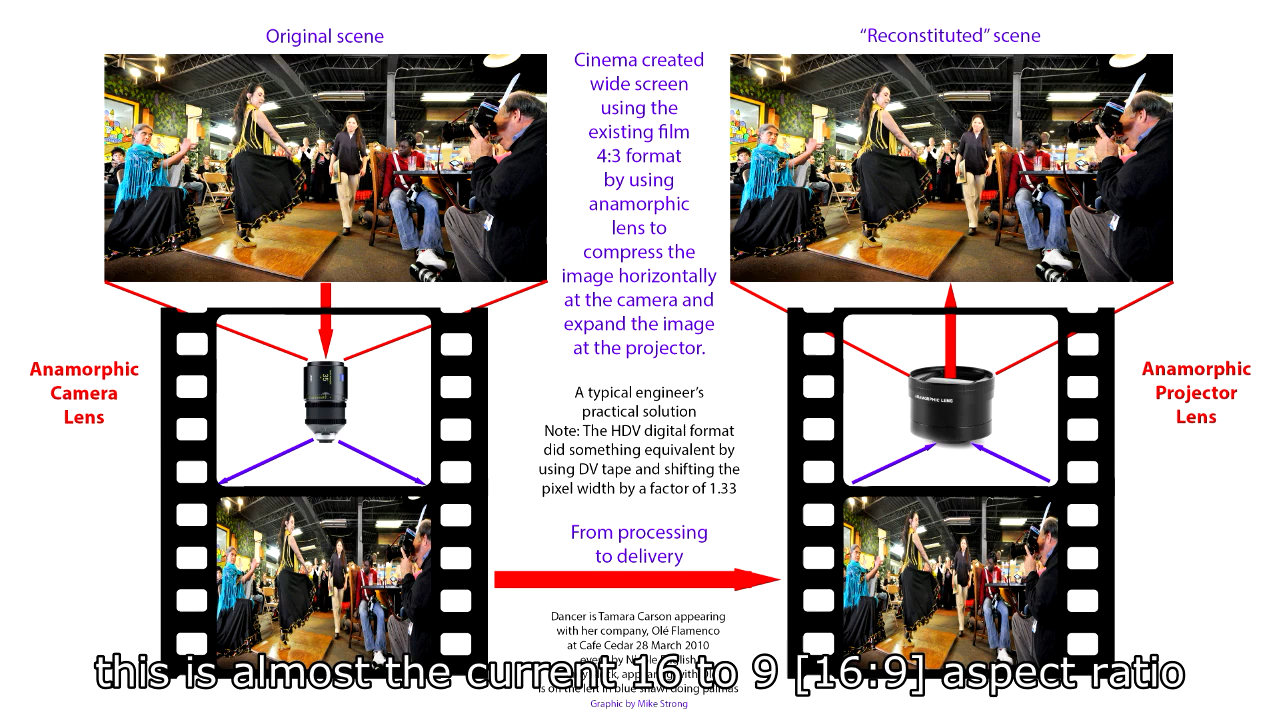 Original scene
“Reconstituted” scene
Cinema created
wide screen
using the
existing film
4:3 format
by using
anamorphic
lens to
compress the
image horizontally
at the camera and
expand the image
at the projector.
Anamorphic
Camera
Lens
Anamorphic
Projector
Lens
35
ANAMORPHIC LENS
A typical engineer’s
practical solution
Note: The HDV digital format
did something equivalent by
using DV tape and shifting the
pixel width by a factor of 1.33
From processing
to delivery
Dancer is Tamara Carson appearing
with her company, Olé Flamenco
at Cafe Cedar 28 March 2010
this is almost the current 16 to 9 [16:9] aspect ratio
is on the left in blue shawl doing palmas
Graphic by Mike Strong